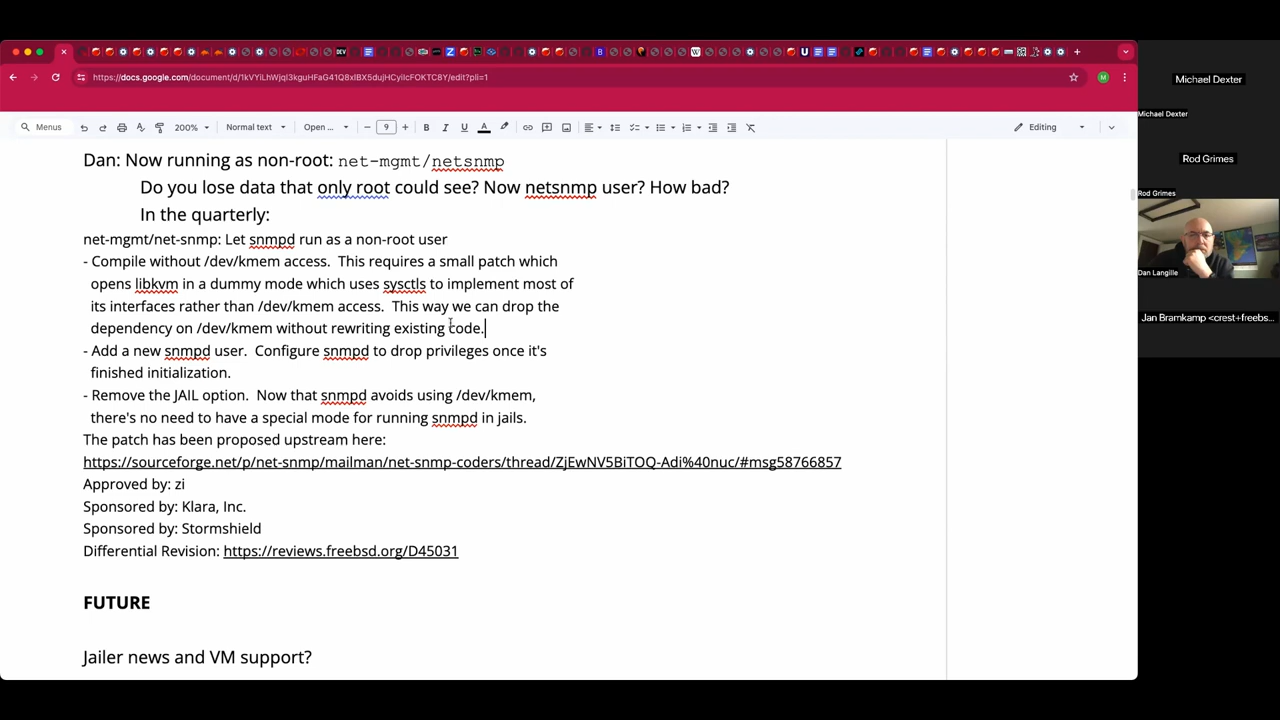 https://docs.google.com/document/d/1kVYiLhWjqI3kguHFaG41Q8xIBX5dujHCyiIcFOKTC8Y/edit?pli=1
Menus 200% Normal text Open ... 9 B I U A Editing
Dan: Now running as non-root: net-mgmt/netsnmp
Do you lose data that only root could see? Now netsnmp user? How bad?
In the quarterly:
net-mgmt/net-snmp: Let snmpd run as a non-root user
- Compile without /dev/kmem access.  This requires a small patch which
opens libkvm in a dummy mode which uses sysctls to implement most of
its interfaces rather than /dev/kmem access.  This way we can drop the
dependency on /dev/kmem without rewriting existing code.
- Add a new snmpd user.  Configure snmpd to drop privileges once it's
finished initialization.
- Remove the JAIL option.  Now that snmpd avoids using /dev/kmem,
there's no need to have a special mode for running snmpd in jails.
The patch has been proposed upstream here:
https://sourceforge.net/p/net-snmp/mailman/net-snmp-coders/thread/ZjEwNV5BiTOQ-Adi%40nuc/#msg58766857
Approved by: zi
Sponsored by: Klara, Inc.
Sponsored by: Stormshield
Differential Revision: https://reviews.freebsd.org/D45031
FUTURE
Jailer news and VM support?
Michael Dexter
Michael Dexter
Rod Grimes
Rod Grimes
Dan Langille
Jan Bramkamp <crest+freebs...